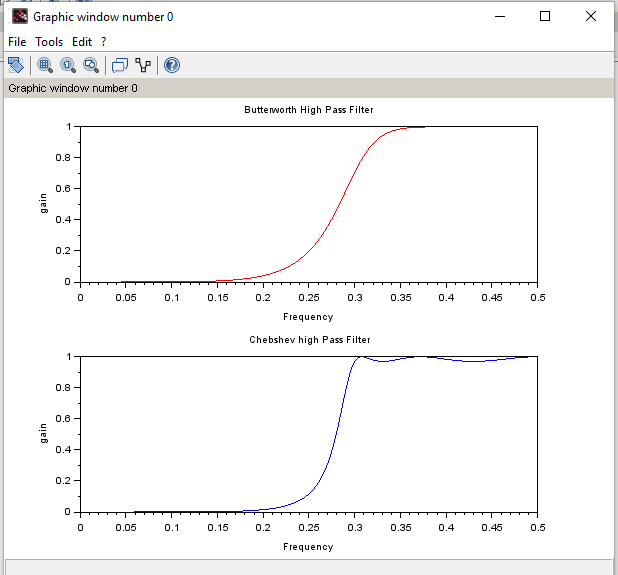 Graphic window number 0
File Tools Edit ?
Graphic window number 0
Butterworth High Pass Filter
1
0.8
0.6
0.4
0.2
0
gain
0 0.05 0.1 0.15 0.2 0.25 0.3 0.35 0.4 0.45 0.5
Frequency
Chebshev high Pass Filter
1
0.8
0.6
0.4
0.2
0
gain
0 0.05 0.1 0.15 0.2 0.25 0.3 0.35 0.4 0.45 0.5
Frequency